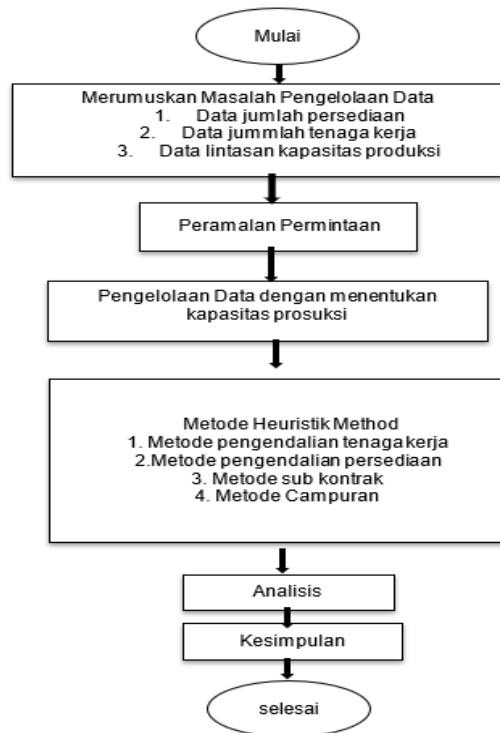 Mulai
Merumuskan Masalah Pengelolaan Data
1. Data jumlah persediaan
2. Data jummlah tenaga kerja
3. Data lintasan kapasitas produksi
Peramalan Permintaan
Pengelolaan Data dengan menentukan
kapasitas prosuksi
Metode Heuristik Method
1. Metode pengendalian tenaga kerja
2.Metode pengendalian persediaan
3. Metode sub kontrak
4. Metode Campuran
Analisis
Kesimpulan
selesai